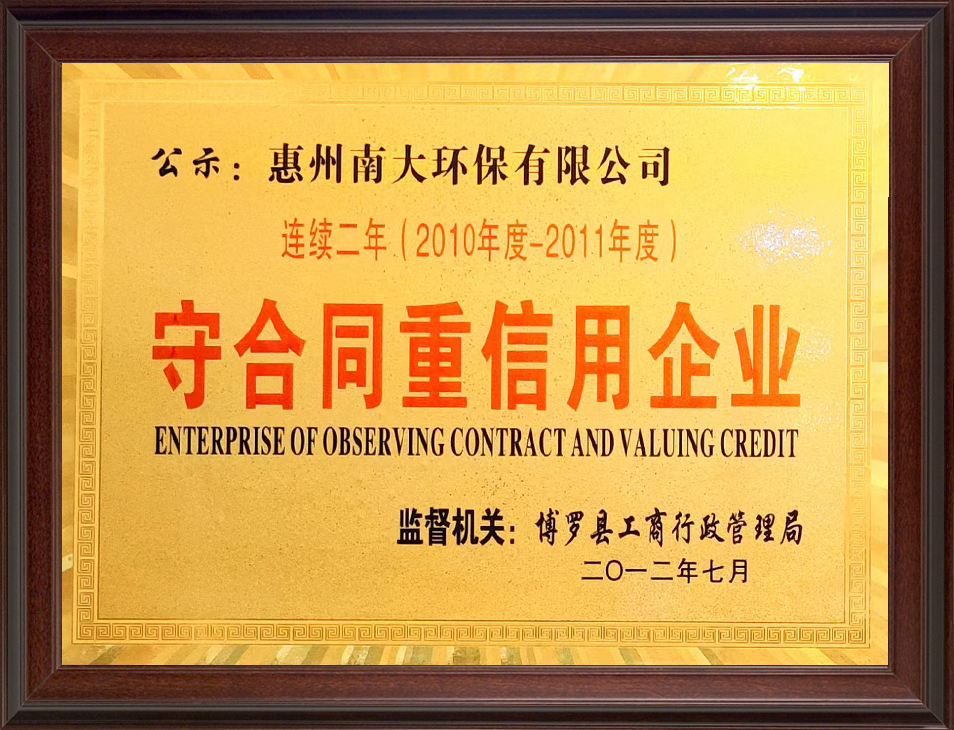 公示：惠州南大环保有限公司
连续二年（2010年度-2011年度）
守合同重信用企业
ENTERPRISE OF OBSERVING CONTRACT AND VALUING CREDIT
监督机关：博罗县工商行政管理局
二〇一二年七月